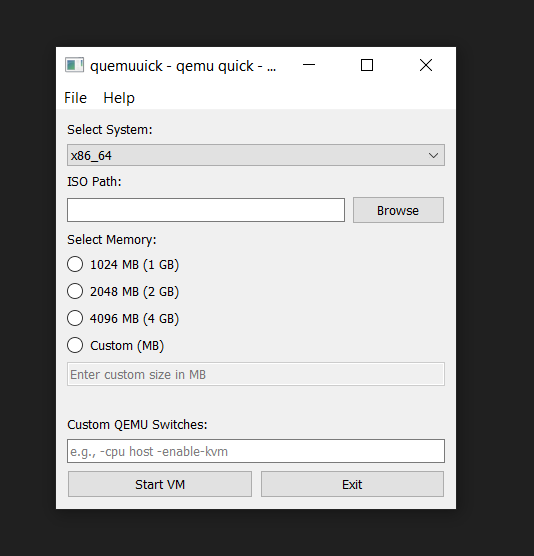 quemuuick - qemu quick - ...
File Help
Select System:
x86_64
ISO Path:
Browse
Select Memory:
1024 MB (1 GB)
2048 MB (2 GB)
4096 MB (4 GB)
Custom (MB)
Enter custom size in MB
Custom QEMU Switches:
e.g., -cpu host -enable-kvm
Start VM Exit